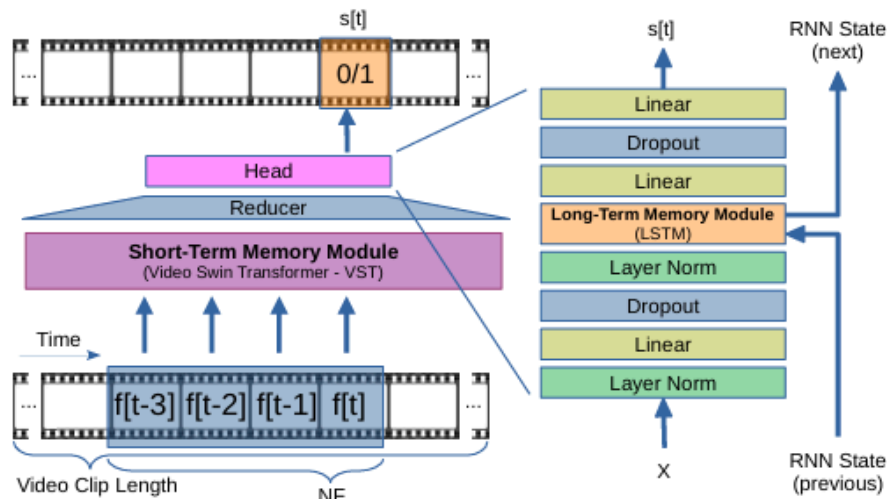 s[t]
...
0/1
...
Head
Reducer
Short-Term Memory Module
(Video Swin Transformer - VST)
Time
...
f[t-3]
f[t-2]
f[t-1]
f[t]
...
Video Clip Length
NF
s[t]
RNN State
(next)
Linear
Dropout
Linear
Long-Term Memory Module
(LSTM)
Layer Norm
Dropout
Linear
Layer Norm
X
RNN State
(previous)